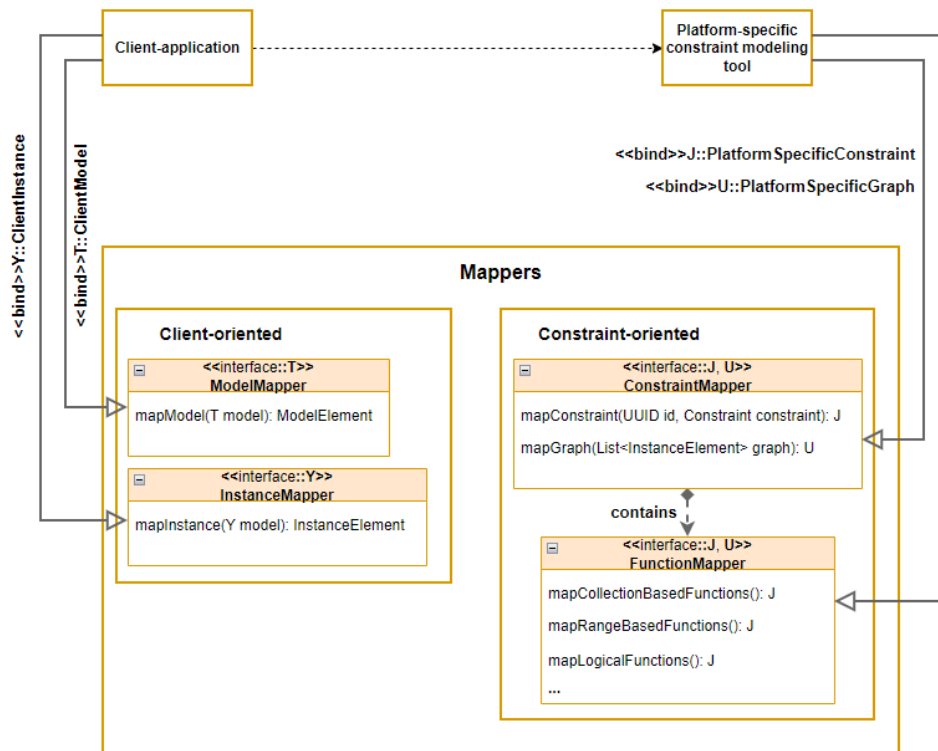 Client-application
Platform-specific
constraint modeling
tool
<<bind>>Y::ClientInstance
<<bind>>T::ClientModel
<<bind>>J::PlatformSpecificConstraint
<<bind>>U::PlatformSpecificGraph
Mappers
Client-oriented
<<interface::T>>
ModelMapper
mapModel(T model): ModelElement
<<interface::Y>>
InstanceMapper
mapInstance(Y model): InstanceElement
Constraint-oriented
<<interface::J, U>>
ConstraintMapper
mapConstraint(UUID id, Constraint constraint): J
mapGraph(List<InstanceElement> graph): U
contains
<<interface::J, U>>
FunctionMapper
mapCollectionBasedFunctions(): J
mapRangeBasedFunctions(): J
mapLogicalFunctions(): J
...